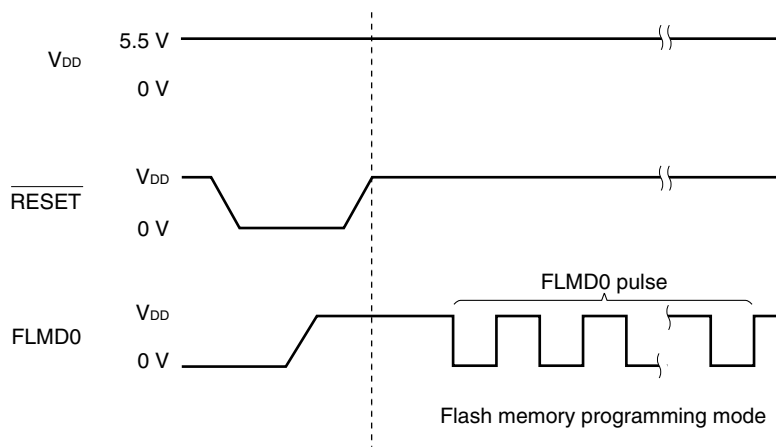 5.5 V
VDD
0 V
VDD
RESET
0 V
FLMD0 pulse
VDD
FLMD0
0 V
Flash memory programming mode